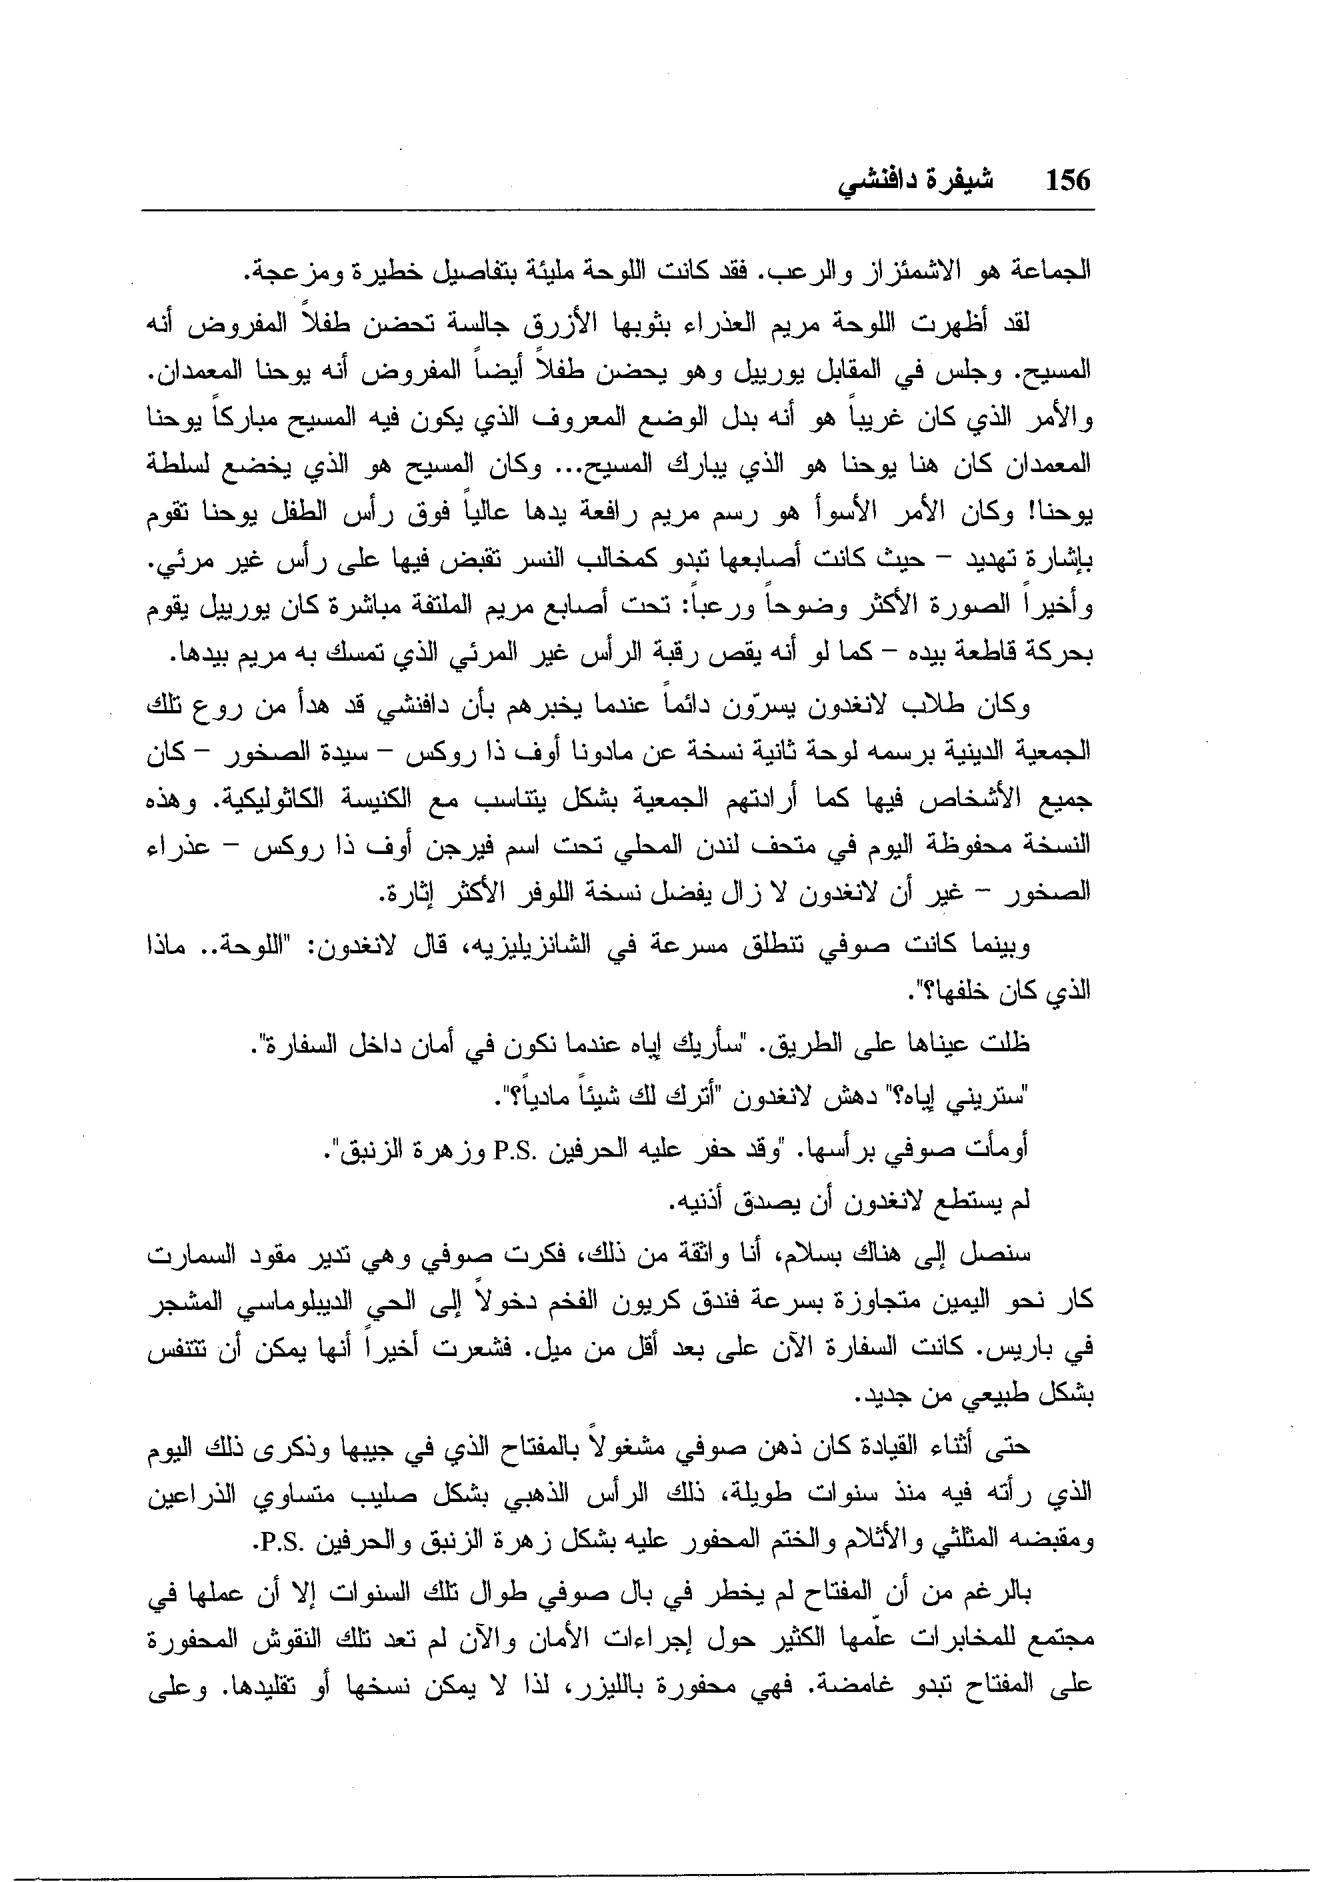 156 شيفرة دافنشي
الجماعة هو الاشمئزاز والرعب. فقد كانت اللوحة مليئة بتفاصيل خطيرة ومزعجة.
لقد أظهرت اللوحة مريم العذراء بثوبها الأزرق جالسة تحضن طفلاً المفروض أنه
المسيح. وجلس في المقابل يورييل وهو يحضن طفلاً أيضاً المفروض أنه يوحنا المعمدان.
والأمر الذي كان غريباً هو أنه بدل الوضع المعروف الذي يكون فيه المسيح مباركاً يوحنا
المعمدان كان هنا يوحنا هو الذي يبارك المسيح... وكان المسيح هو الذي يخضع لسلطة
يوحنا! وكان الأمر الأسوأ هو رسم مريم رافعة يدها عالياً فوق رأس الطفل يوحنا تقوم
بإشارة تهديد – حيث كانت أصابعها تبدو كمخالب النسر تقبض فيها على رأس غير مرئي.
وأخيراً الصورة الأكثر وضوحاً ورعباً: تحت أصابع مريم الملتفة مباشرة كان يورييل يقوم
بحركة قاطعة بيده – كما لو أنه يقص رقبة الرأس غير المرئي الذي تمسك به مريم بيدها.
وكان طلاب لانغدون يسرّون دائماً عندما يخبرهم بأن دافنشي قد هدأ من روع تلك
الجمعية الدينية برسمه لوحة ثانية نسخة عن مادونا أوف ذا روكس – سيدة الصخور – كان
جميع الأشخاص فيها كما أرادتهم الجمعية بشكل يتناسب مع الكنيسة الكاثوليكية. وهذه
النسخة محفوظة اليوم في متحف لندن المحلي تحت اسم فيرجن أوف ذا روكس – عذراء
الصخور – غير أن لانغدون لا زال يفضل نسخة اللوفر الأكثر إثارة.
وبينما كانت صوفي تنطلق مسرعة في الشانزيليزيه، قال لانغدون: "اللوحة.. ماذا
الذي كان خلفها؟".
ظلت عيناها على الطريق. "سأريك إياه عندما نكون في أمان داخل السفارة".
"ستريني إياه؟" دهش لانغدون "أترك لك شيئاً مادياً؟".
أومأت صوفي برأسها. "وقد حفر عليه الحرفين P.S. وزهرة الزنبق".
لم يستطع لانغدون أن يصدق أذنيه.
سنصل إلى هناك بسلام، أنا واثقة من ذلك، فكرت صوفي وهي تدير مقود السمارت
كار نحو اليمين متجاوزة بسرعة فندق كريون الفخم دخولاً إلى الحي الديبلوماسي المشجر
في باريس. كانت السفارة الآن على بعد أقل من ميل. فشعرت أخيراً أنها يمكن أن تتنفس
بشكل طبيعي من جديد.
حتى أثناء القيادة كان ذهن صوفي مشغولاً بالمفتاح الذي في جيبها وذكرى ذلك اليوم
الذي رأته فيه منذ سنوات طويلة، ذلك الرأس الذهبي بشكل صليب متساوي الذراعين
ومقبضه المثلثي والأثلام والختم المحفور عليه بشكل زهرة الزنبق والحرفين P.S.
بالرغم من أن المفتاح لم يخطر في بال صوفي طوال تلك السنوات إلا أن عملها في
مجتمع للمخابرات علّمها الكثير حول إجراءات الأمان والآن لم تعد تلك النقوش المحفورة
على المفتاح تبدو غامضة. فهي محفورة بالليزر، لذا لا يمكن نسخها أو تقليدها. وعلى